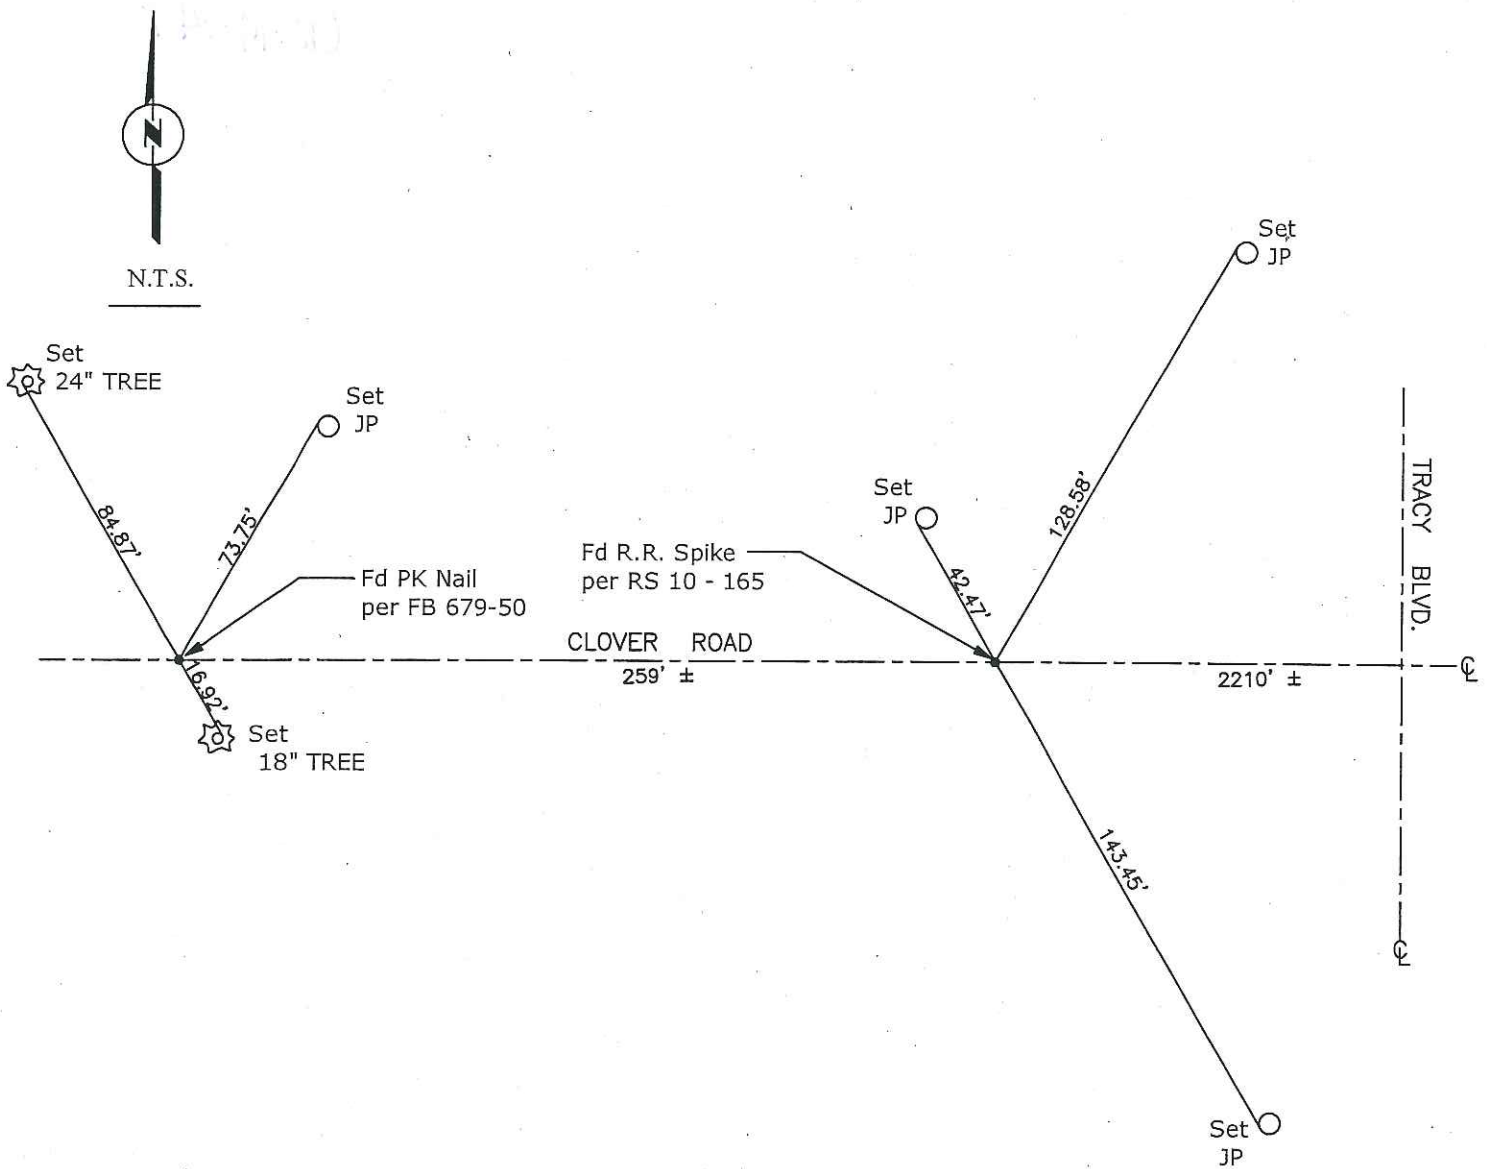 N
N.T.S.
Set
JP
Set
24" TREE
Set
JP
84.87'
73.75'
Set
JP
128.58'
TRACY BLVD.
Fd R.R. Spike
per RS 10 - 165
42.47'
Fd PK Nail
per FB 679-50
CLOVER ROAD
259' ±
2210' ±
℄
16.92'
Set
18" TREE
143.45'
℄
Set
JP